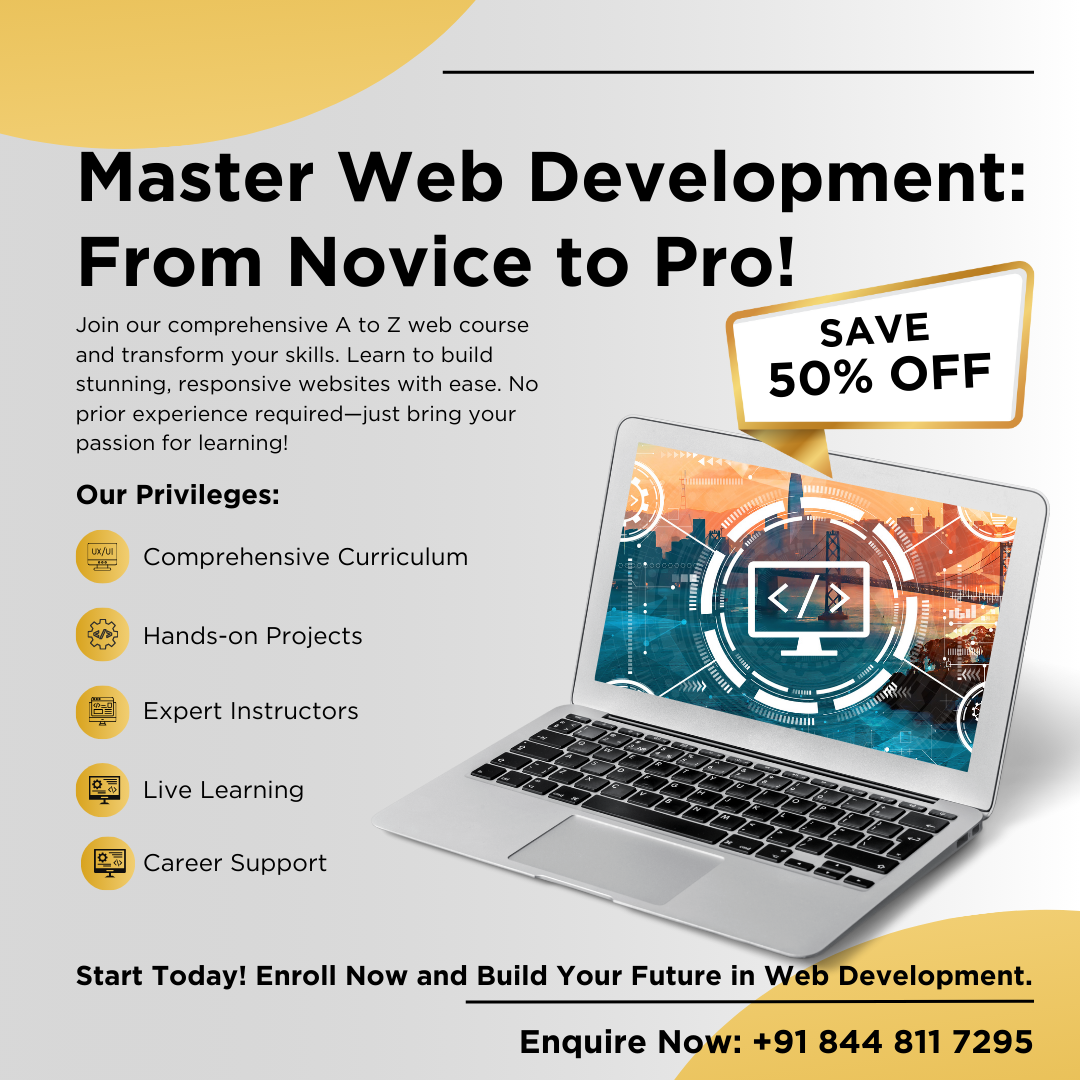 Master Web Development:
From Novice to Pro!
Join our comprehensive A to Z web course
and transform your skills. Learn to build
stunning, responsive websites with ease. No
prior experience required—just bring your
passion for learning!
SAVE
50% OFF
Our Privileges:
UX/UI
Comprehensive Curriculum
</>
Hands-on Projects
Expert Instructors
Live Learning
Career Support
</>
Start Today! Enroll Now and Build Your Future in Web Development.
Enquire Now: +91 844 811 7295